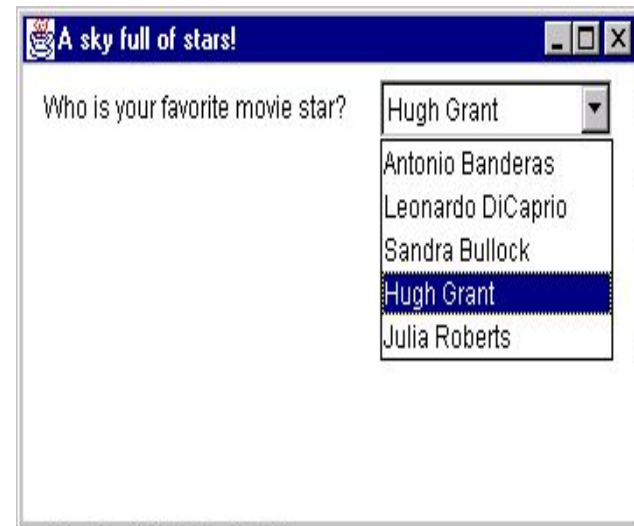 A sky full of stars!
Who is your favorite movie star? Hugh Grant
Antonio Banderas
Leonardo DiCaprio
Sandra Bullock
Hugh Grant
Julia Roberts